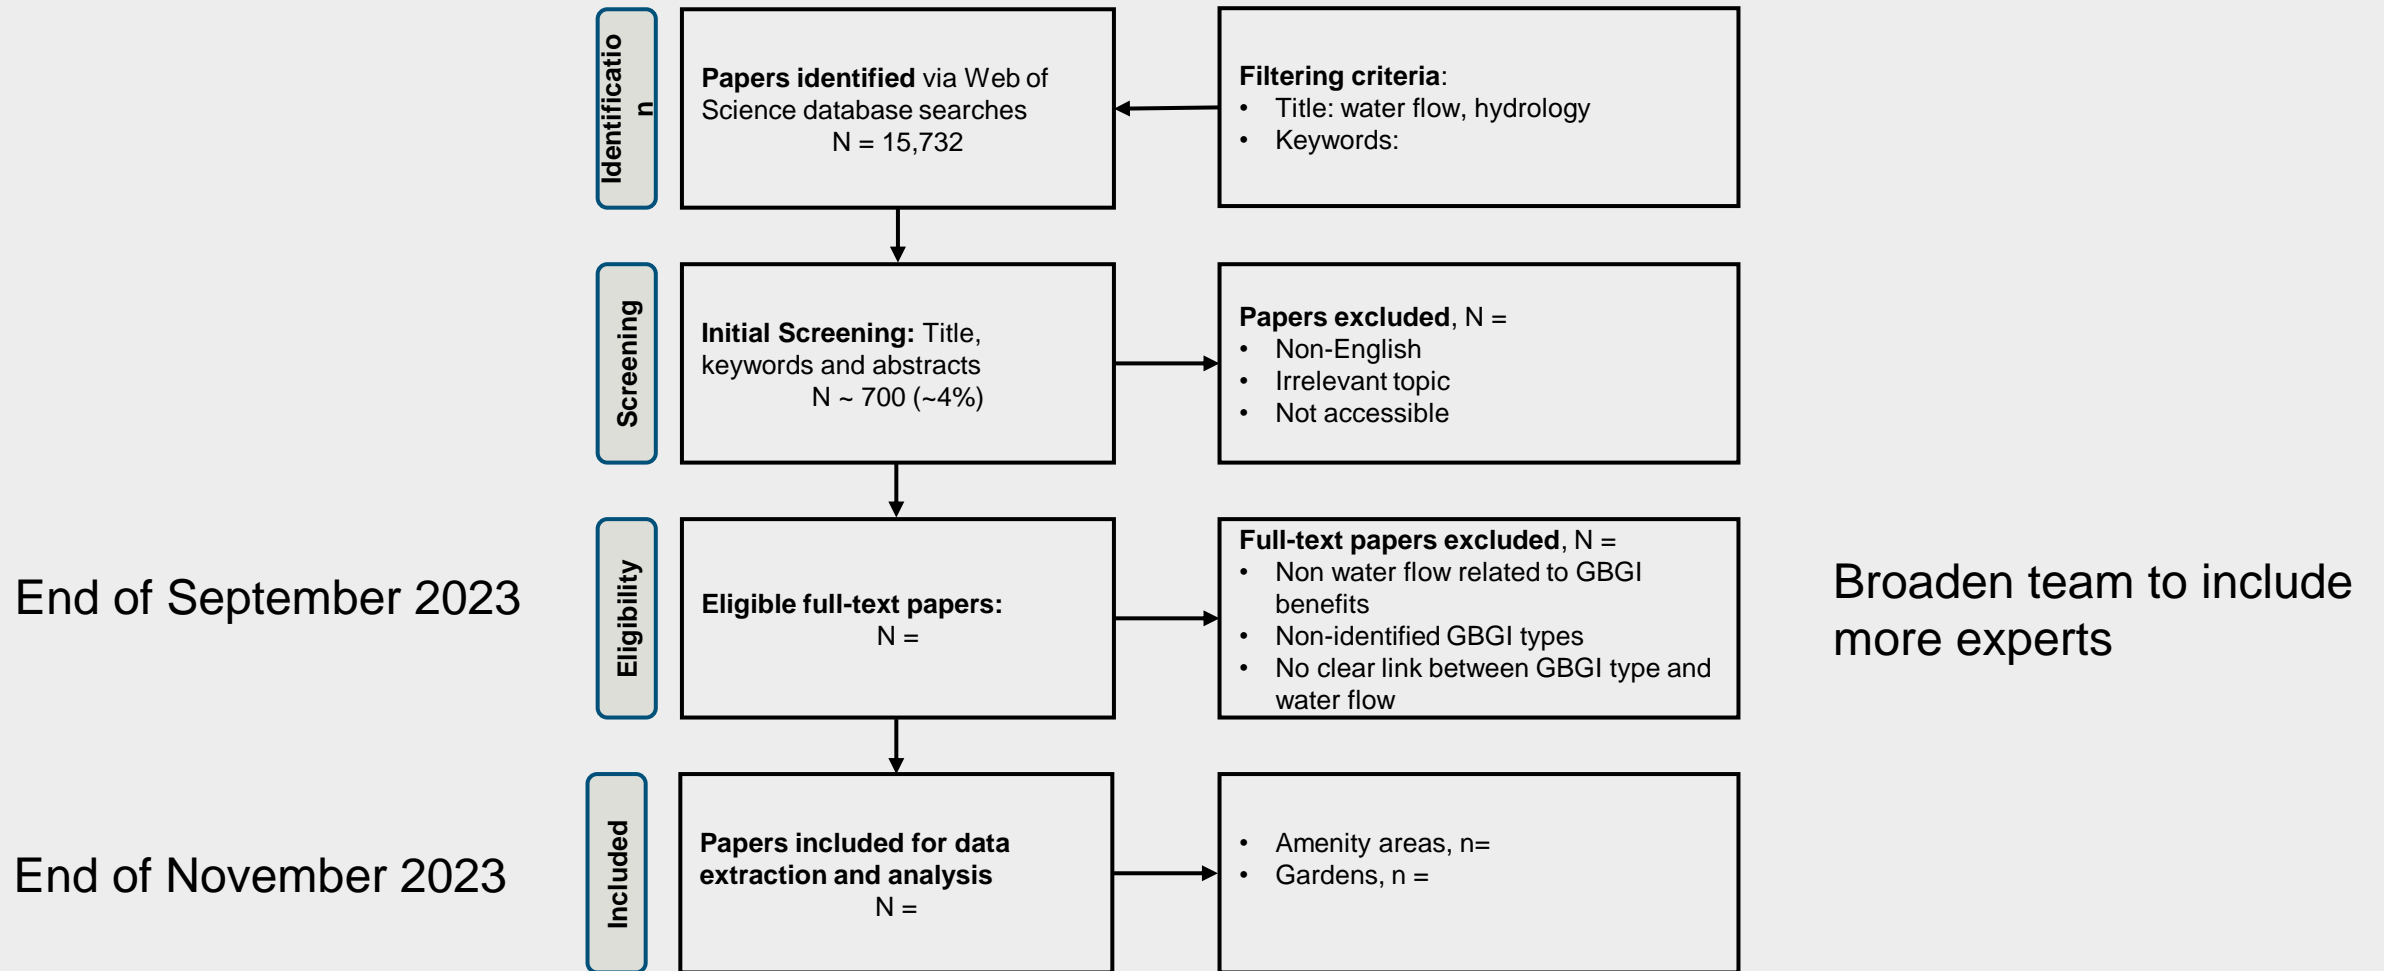 Identificatio
n
Papers identified via Web of
Science database searches
N = 15,732
Filtering criteria:
• Title: water flow, hydrology
• Keywords:
Screening
Initial Screening: Title,
keywords and abstracts
N ~ 700 (~4%)
Papers excluded, N =
• Non-English
• Irrelevant topic
• Not accessible
End of September 2023
Eligibility
Eligible full-text papers:
N =
Full-text papers excluded, N =
• Non water flow related to GBGI
benefits
• Non-identified GBGI types
• No clear link between GBGI type and
water flow
Broaden team to include
more experts
End of November 2023
Included
Papers included for data
extraction and analysis
N =
• Amenity areas, n=
• Gardens, n =